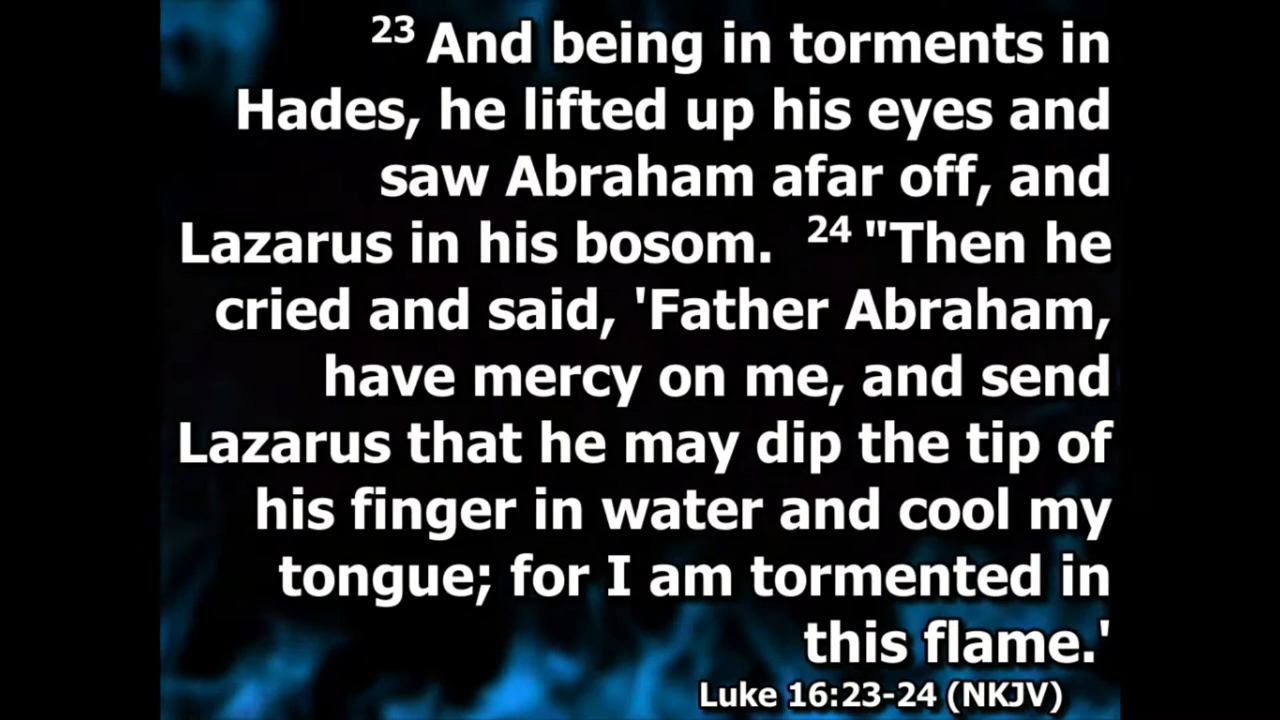 23 And being in torments in
Hades, he lifted up his eyes and
saw Abraham afar off, and
Lazarus in his bosom. 24 "Then he
cried and said, 'Father Abraham,
have mercy on me, and send
Lazarus that he may dip the tip of
his finger in water and cool my
tongue; for I am tormented in
this flame.'
Luke 16:23-24 (NKJV)